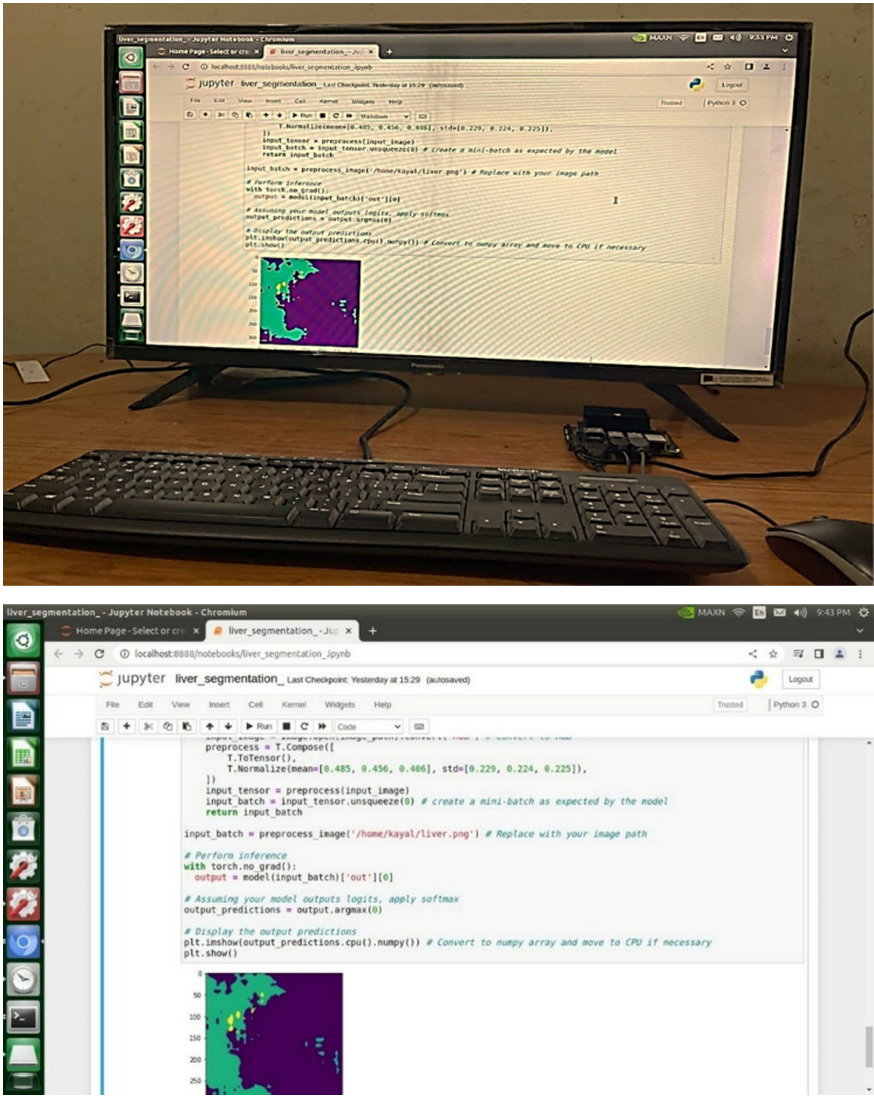 liver_segmentation_ - Jupyter Notebook - Chromium
MAXN En 9:55 PM
Home Page - Select or cre × liver_segmentation_ - Jup × +
localhost:8888/notebooks/liver_segmentation_.ipynb
jupyter liver_segmentation_ Last Checkpoint: Yesterday at 15:29 (autosaved) Logout
File Edit View Insert Cell Kernel Widgets Help Trusted Python 3
Run Markdown
T.Normalize(mean=[0.485, 0.456, 0.406], std=[0.229, 0.224, 0.225]),
])
input_tensor = preprocess(input_image)
input_batch = input_tensor.unsqueeze(0) # create a mini-batch as expected by the model
return input_batch
input_batch = preprocess_image('/home/kayal/liver.png') # Replace with your image path
# Perform inference
with torch.no_grad():
output = model(input_batch)['out'][0]
# Assuming your model outputs logits, apply softmax
output_predictions = output.argmax(0)
# Display the output predictions
plt.imshow(output_predictions.cpu().numpy()) # Convert to numpy array and move to CPU if necessary
plt.show()
0
50
100
150
200
250
300
Panasonic
liver_segmentation_ - Jupyter Notebook - Chromium MAXN En 9:43 PM
Home Page - Select or cre × liver_segmentation_ - Jup × +
localhost:8888/notebooks/liver_segmentation_.ipynb
jupyter liver_segmentation_ Last Checkpoint: Yesterday at 15:29 (autosaved) Logout
File Edit View Insert Cell Kernel Widgets Help Trusted Python 3
Run Code
preprocess = T.Compose([
T.ToTensor(),
T.Normalize(mean=[0.485, 0.456, 0.406], std=[0.229, 0.224, 0.225]),
])
input_tensor = preprocess(input_image)
input_batch = input_tensor.unsqueeze(0) # create a mini-batch as expected by the model
return input_batch
input_batch = preprocess_image('/home/kayal/liver.png') # Replace with your image path
# Perform inference
with torch.no_grad():
output = model(input_batch)['out'][0]
# Assuming your model outputs logits, apply softmax
output_predictions = output.argmax(0)
# Display the output predictions
plt.imshow(output_predictions.cpu().numpy()) # Convert to numpy array and move to CPU if necessary
plt.show()
0
50
100
150
200
250